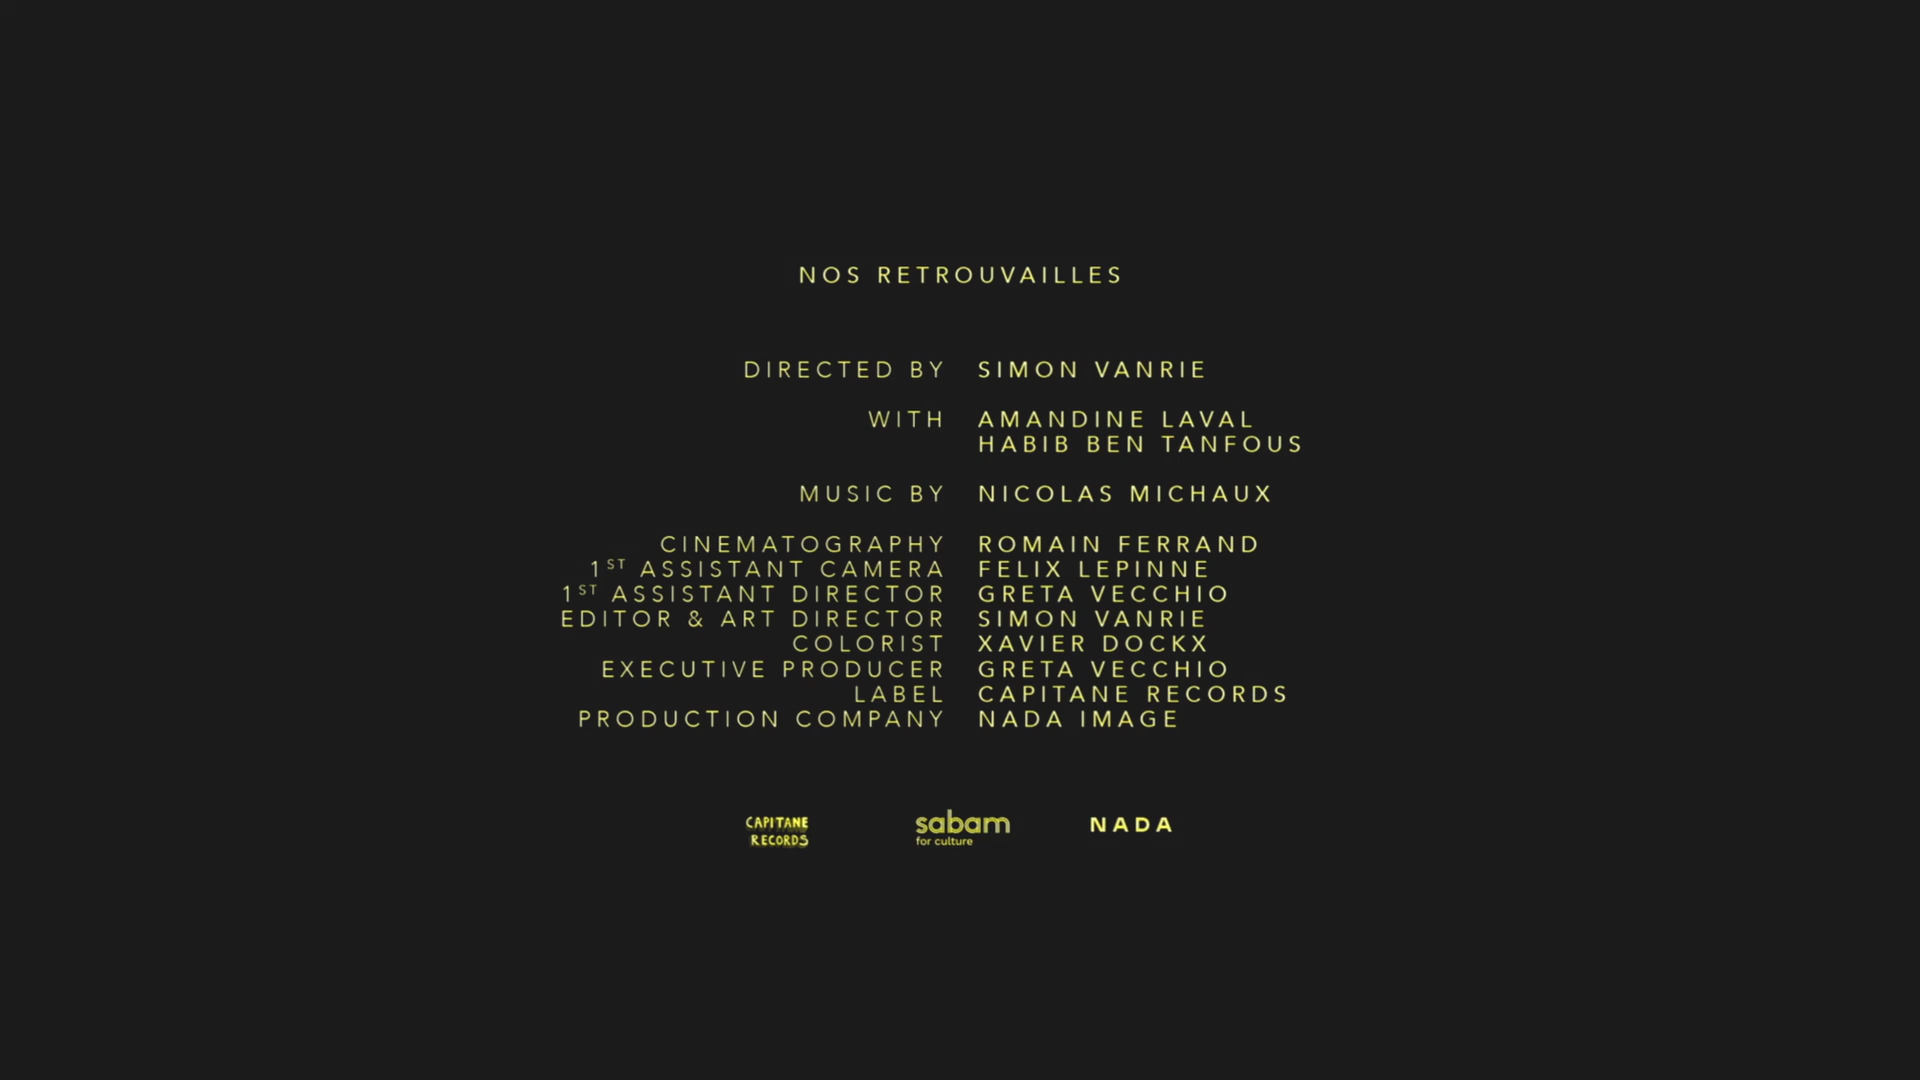 NOS RETROUVAILLES
DIRECTED BY SIMON VANRIE
WITH AMANDINE LAVAL
HABIB BEN TANFOUS
MUSIC BY NICOLAS MICHAUX
CINEMATOGRAPHY ROMAIN FERRAND
1ST ASSISTANT CAMERA FELIX LEPINNE
1ST ASSISTANT DIRECTOR GRETA VECCHIO
EDITOR & ART DIRECTOR SIMON VANRIE
COLORIST XAVIER DOCKX
EXECUTIVE PRODUCER GRETA VECCHIO
LABEL CAPITANE RECORDS
PRODUCTION COMPANY NADA IMAGE
CAPITANE
RECORDS
sabam
for culture
NADA